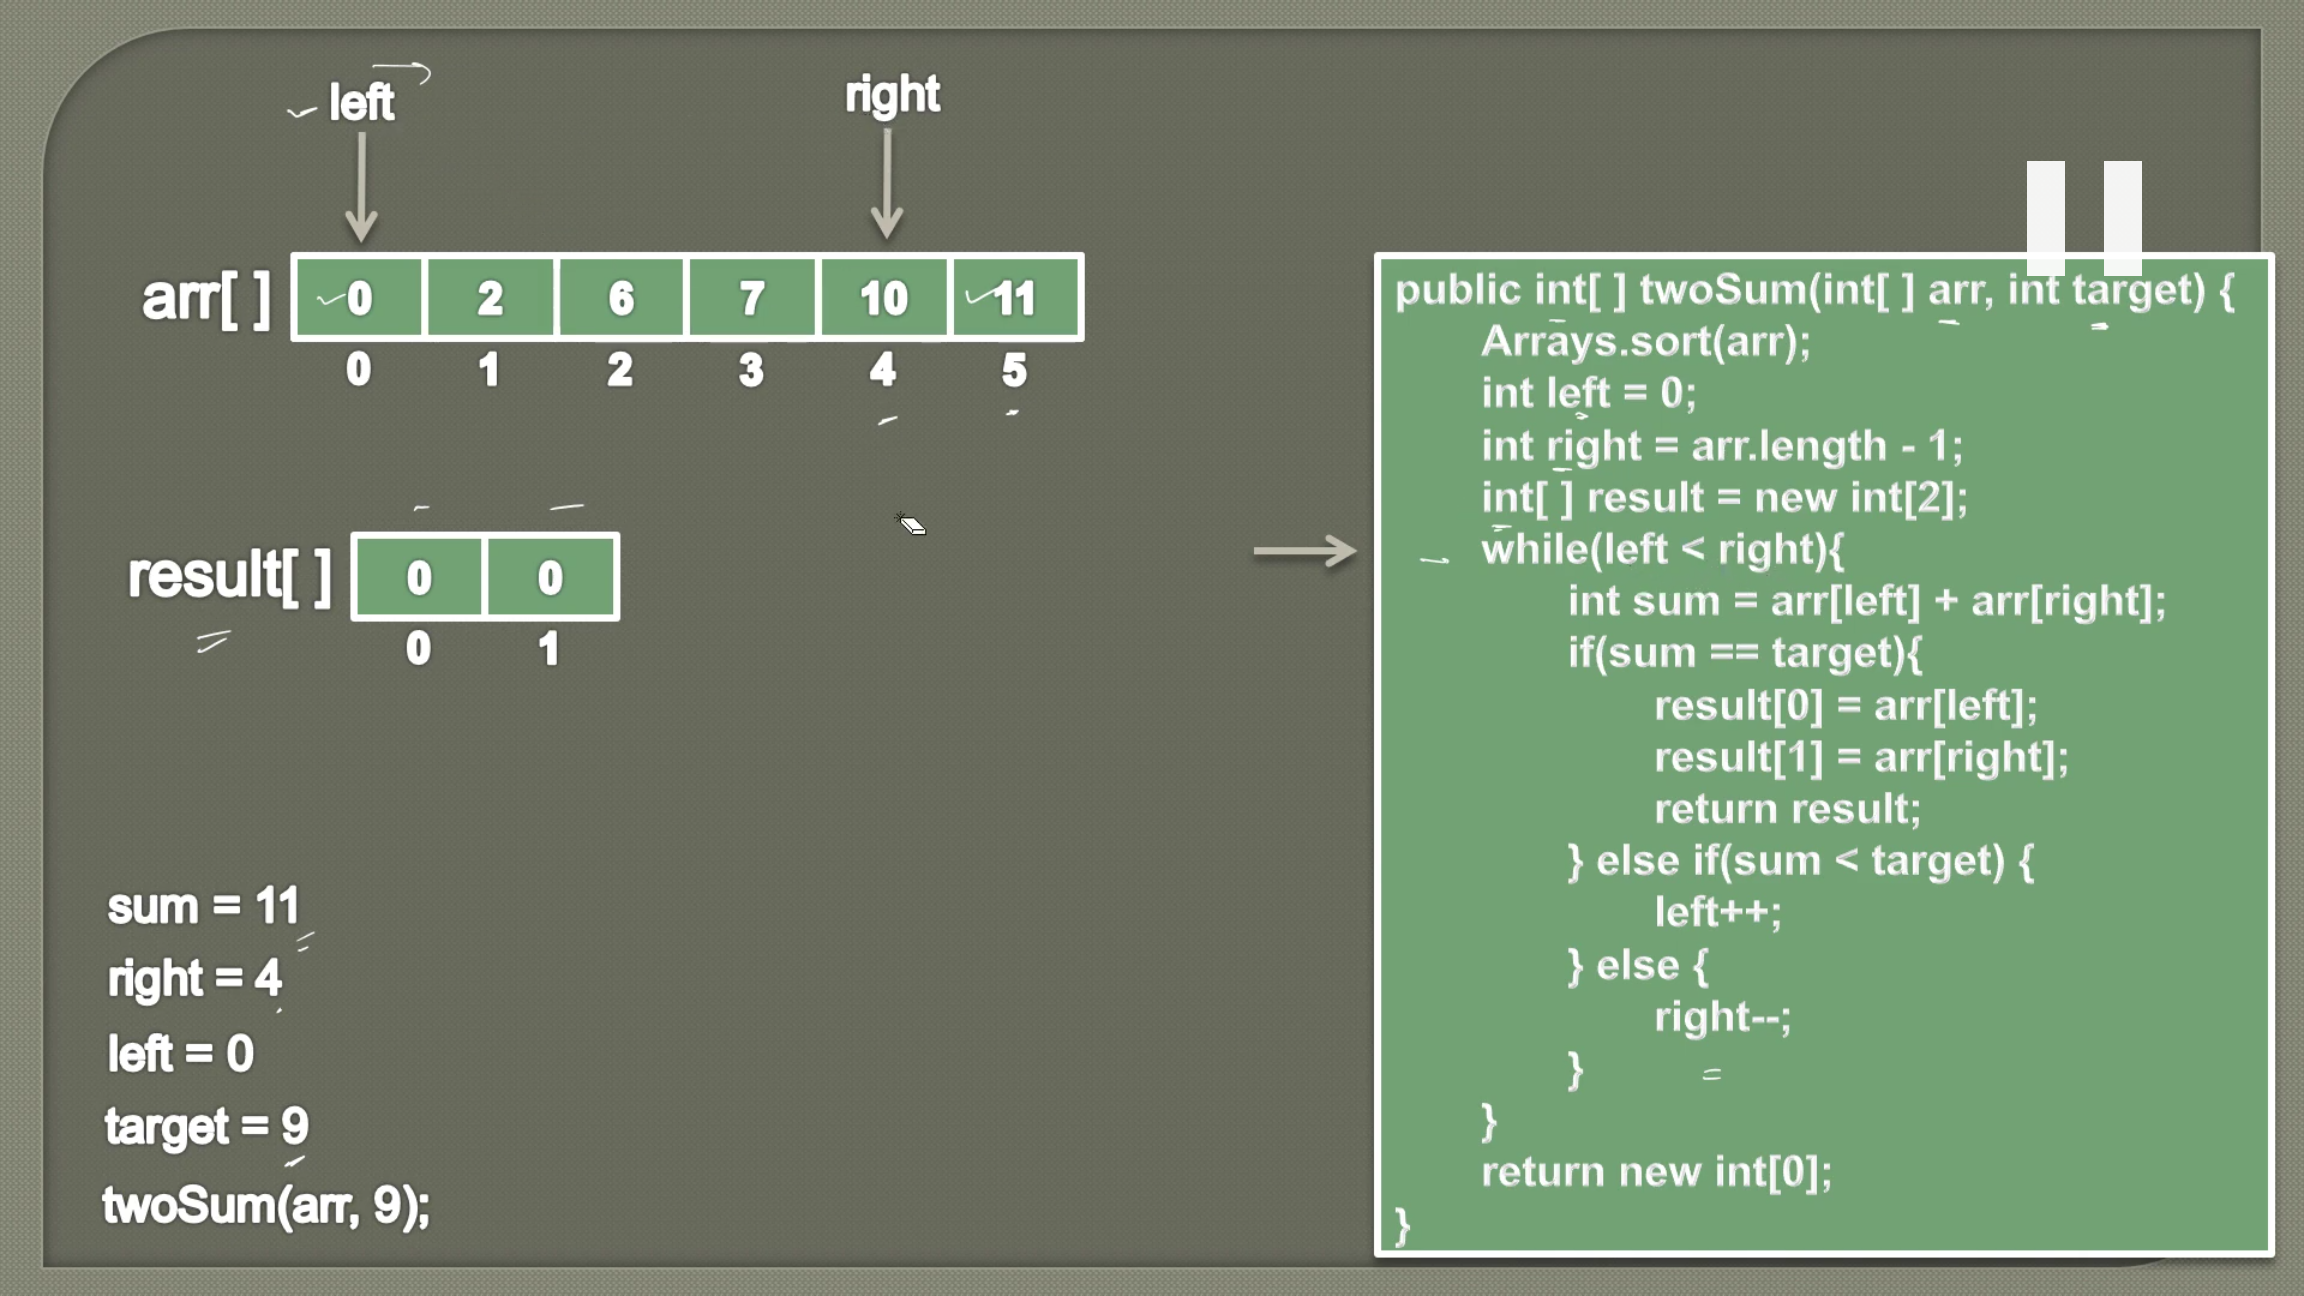 left right
arr[ ] 0 2 6 7 10 11
0 1 2 3 4 5
result[ ] 0 0
0 1
sum = 11
right = 4
left = 0
target = 9
twoSum(arr, 9);
public int[ ] twoSum(int[ ] arr, int target) {
Arrays.sort(arr);
int left = 0;
int right = arr.length - 1;
int[ ] result = new int[2];
while(left < right){
int sum = arr[left] + arr[right];
if(sum == target){
result[0] = arr[left];
result[1] = arr[right];
return result;
} else if(sum < target) {
left++;
} else {
right--;
}
}
return new int[0];
}